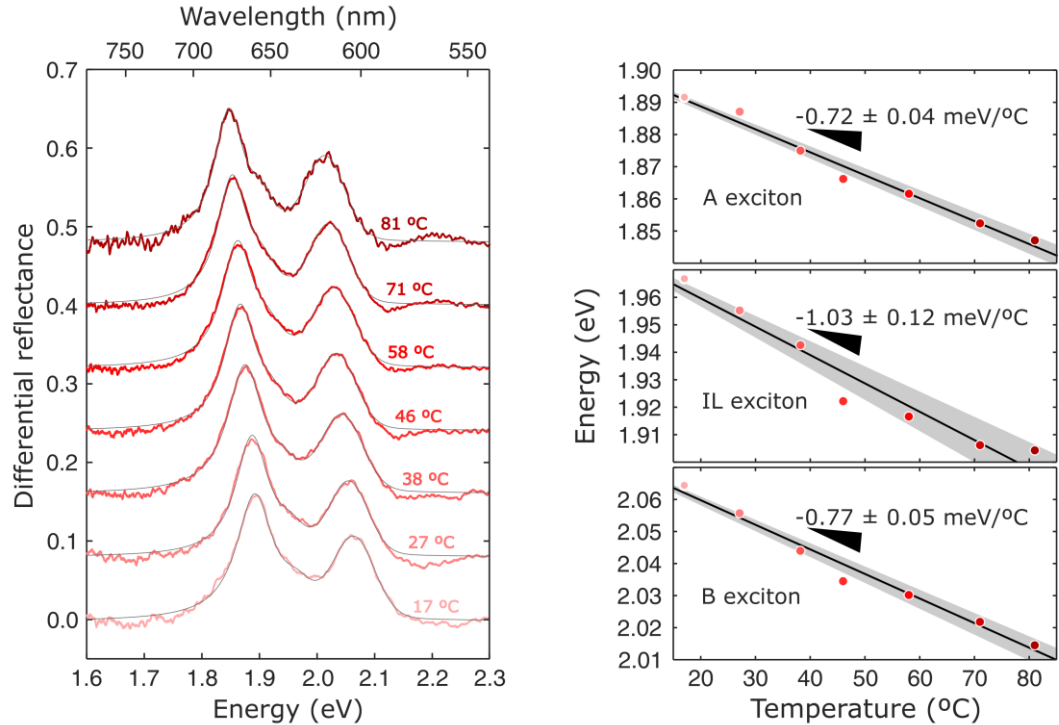 Wavelength (nm)
750 700 650 600 550
0.7
0.6
0.5
0.4
0.3
0.2
0.1
0.0
Differential reflectance
81 ºC
71 ºC
58 ºC
46 ºC
38 ºC
27 ºC
17 ºC
1.6 1.7 1.8 1.9 2.0 2.1 2.2 2.3
Energy (eV)
1.90
1.89
1.88
1.87
1.86
1.85
-0.72 ± 0.04 meV/ºC
A exciton
1.96
1.95
1.94
1.93
1.92
1.91
-1.03 ± 0.12 meV/ºC
IL exciton
Energy (eV)
2.06
2.05
2.04
2.03
2.02
2.01
-0.77 ± 0.05 meV/ºC
B exciton
20 30 40 50 60 70 80
Temperature (ºC)